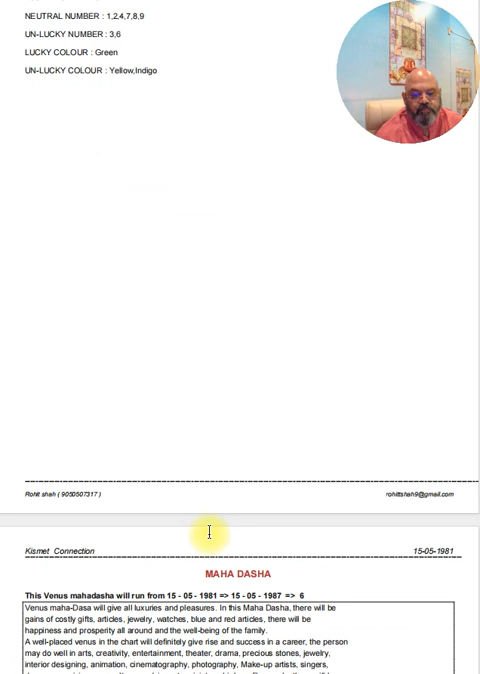 NEUTRAL NUMBER : 1,2,4,7,8,9
UN-LUCKY NUMBER : 3,6
LUCKY COLOUR : Green
UN-LUCKY COLOUR : Yellow,Indigo
Rohit shah ( 9050507317 )
rohittshah9@gmail.com
Kismet Connection
15-05-1981
MAHA DASHA
This Venus mahadasha will run from 15 - 05 - 1981 => 15 - 05 - 1987 => 6
Venus maha-Dasa will give all luxuries and pleasures. In this Maha Dasha, there will be
gains of costly gifts, articles, jewelry, watches, blue and red articles, there will be
happiness and prosperity all around and the well-being of the family.
A well-placed venus in the chart will definitely give rise and success in a career, the person
may do well in arts, creativity, entertainment, theater, drama, precious stones, jewelry,
interior designing, animation, cinematography, photography. Make-up artists, singers,